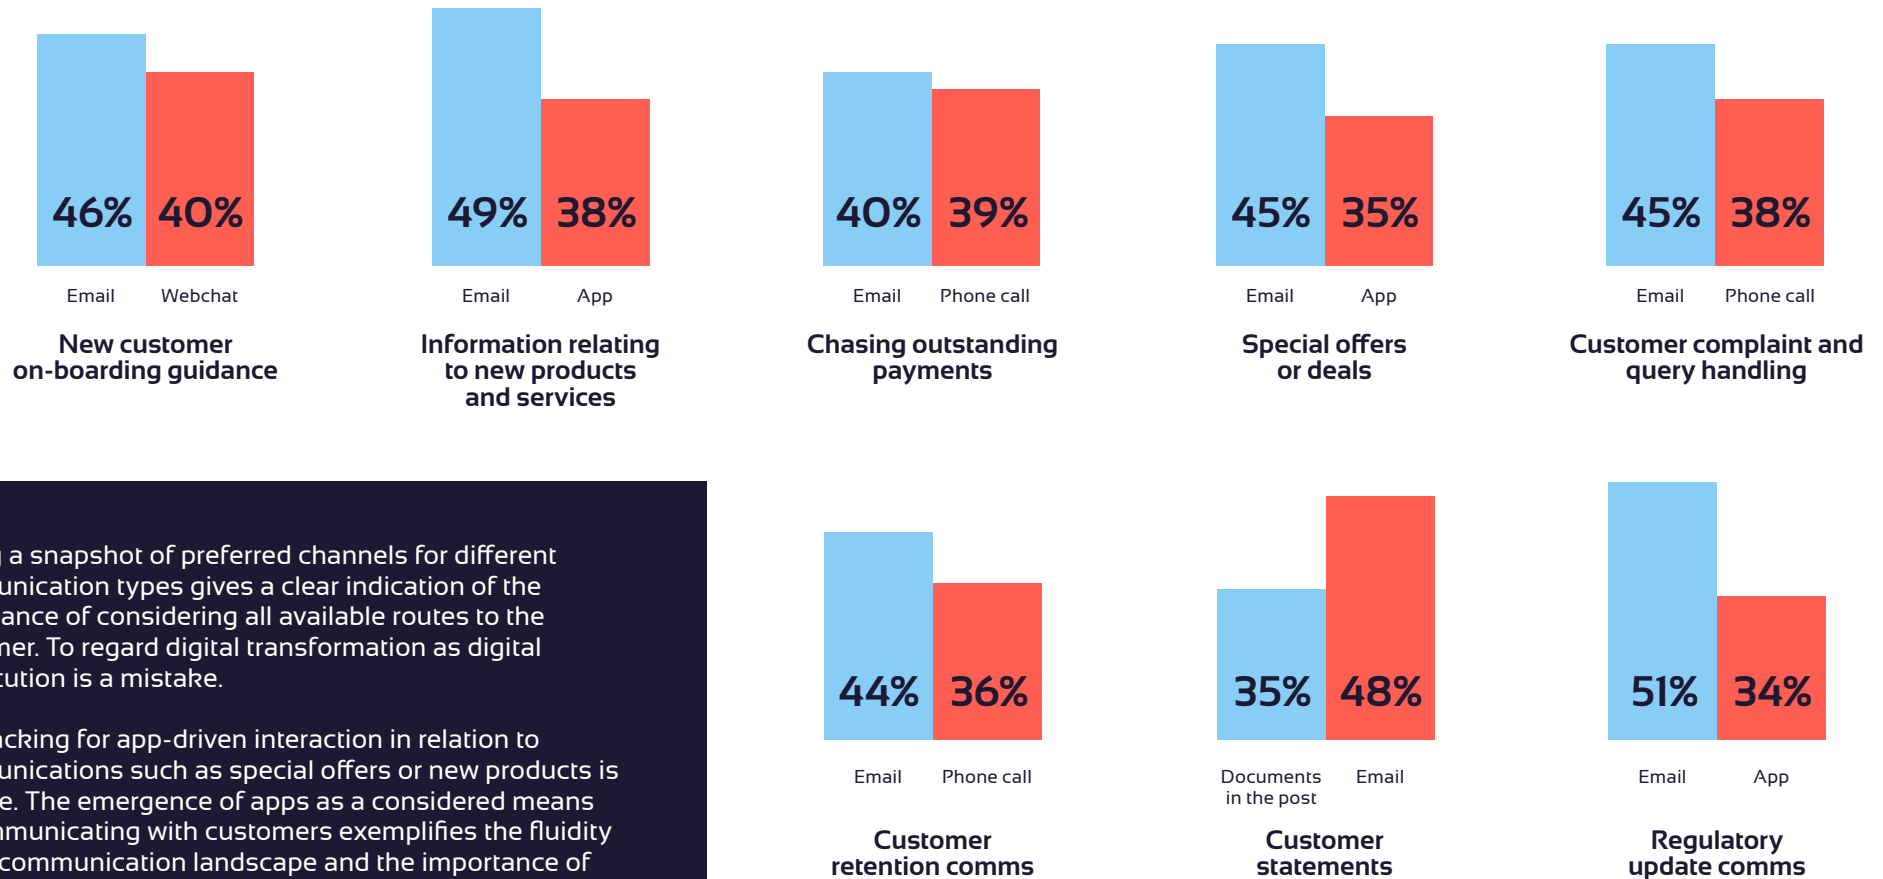 46% 40%
Email Webchat
New customer
on-boarding guidance
49% 38%
Email App
Information relating
to new products
and services
40% 39%
Email Phone call
Chasing outstanding
payments
45% 35%
Email App
Special offers
or deals
45% 38%
Email Phone call
Customer complaint and
query handling
a snapshot of preferred channels for different
unication types gives a clear indication of the
ance of considering all available routes to the
mer. To regard digital transformation as digital
tution is a mistake.
acking for app-driven interaction in relation to
unications such as special offers or new products is
e. The emergence of apps as a considered means
mmunicating with customers exemplifies the fluidity
communication landscape and the importance of
44% 36%
Email Phone call
Customer
retention comms
35% 48%
Documents Email
in the post
Customer
statements
51% 34%
Email App
Regulatory
update comms